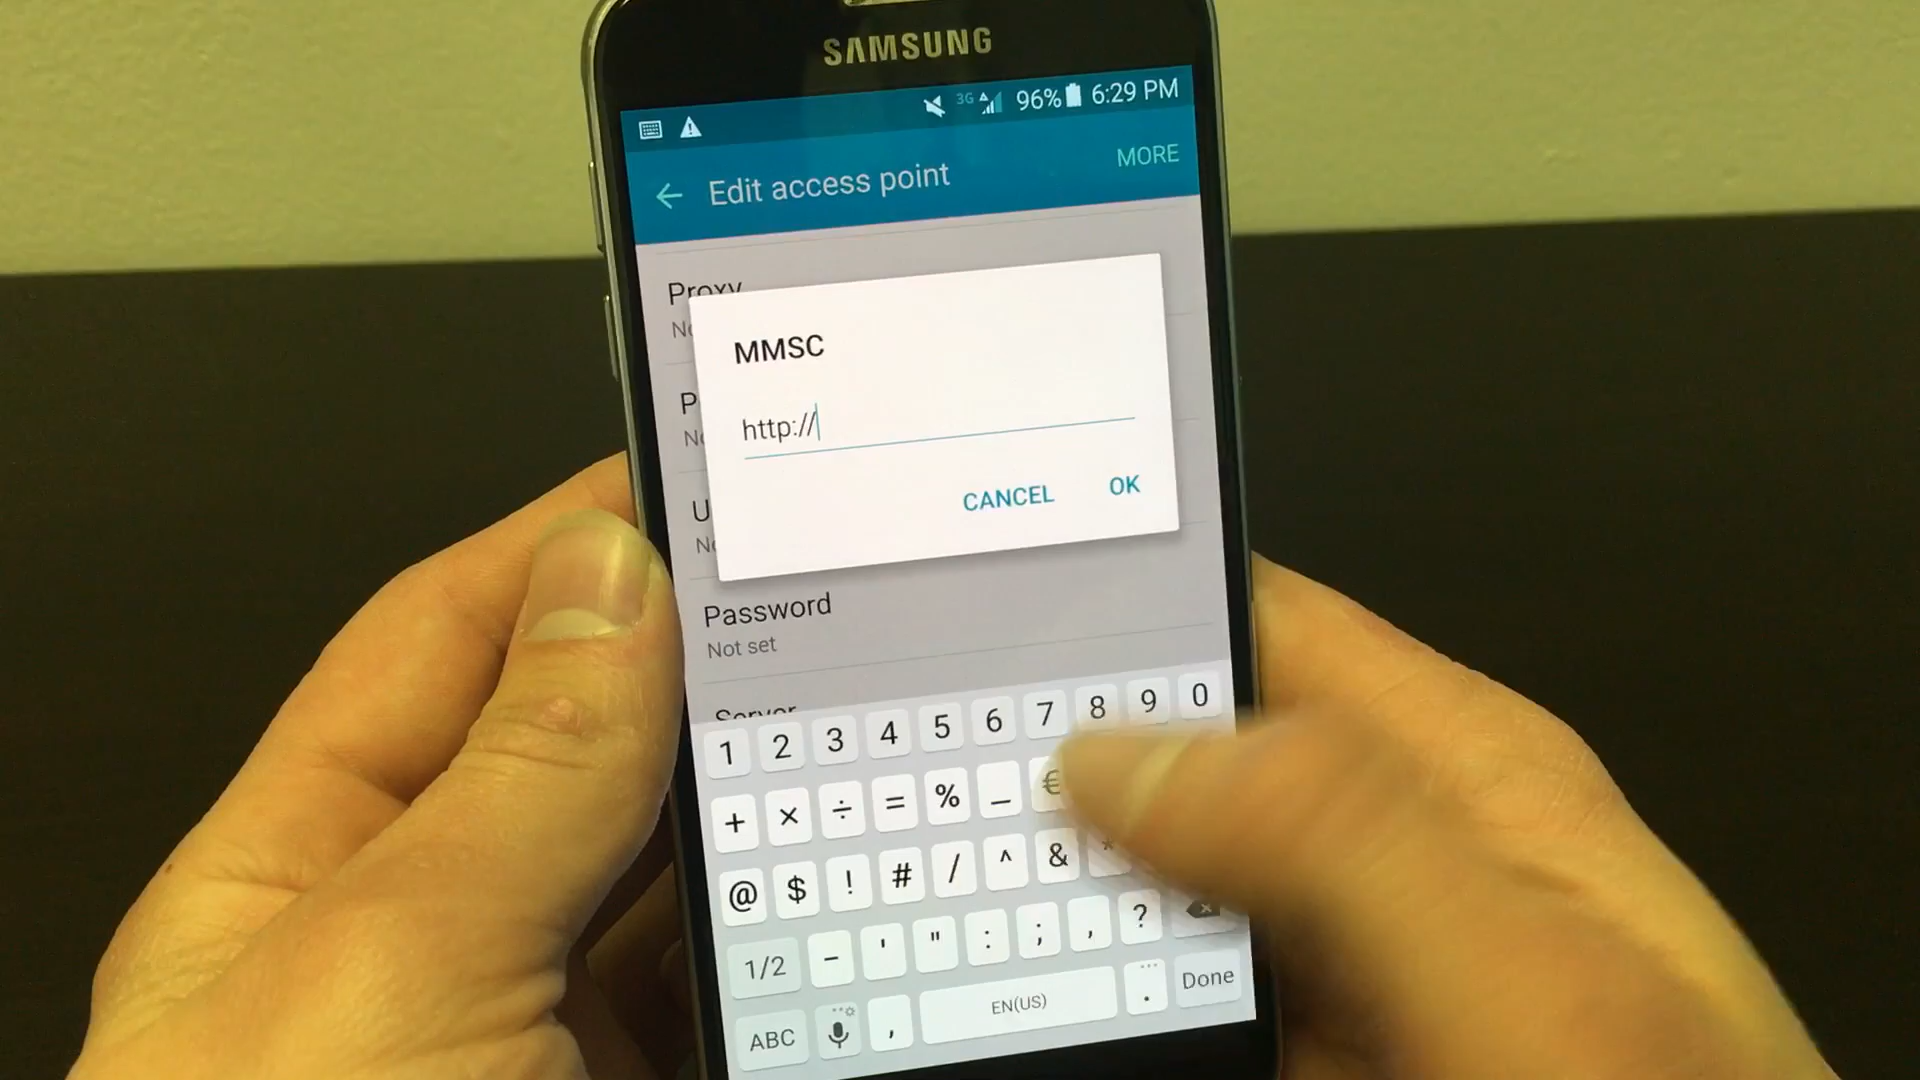 SAMSUNG
3G 96% 6:29 PM
Edit access point
MORE
Proxy
MMSC
http://
CANCEL OK
Password
Not set
Server
1 2 3 4 5 6 7 8 9 0
+ × ÷ = % _ €
@ $ ! # / ^ & *
1/2 - ' " : ; , ?
ABC , EN(US) . Done